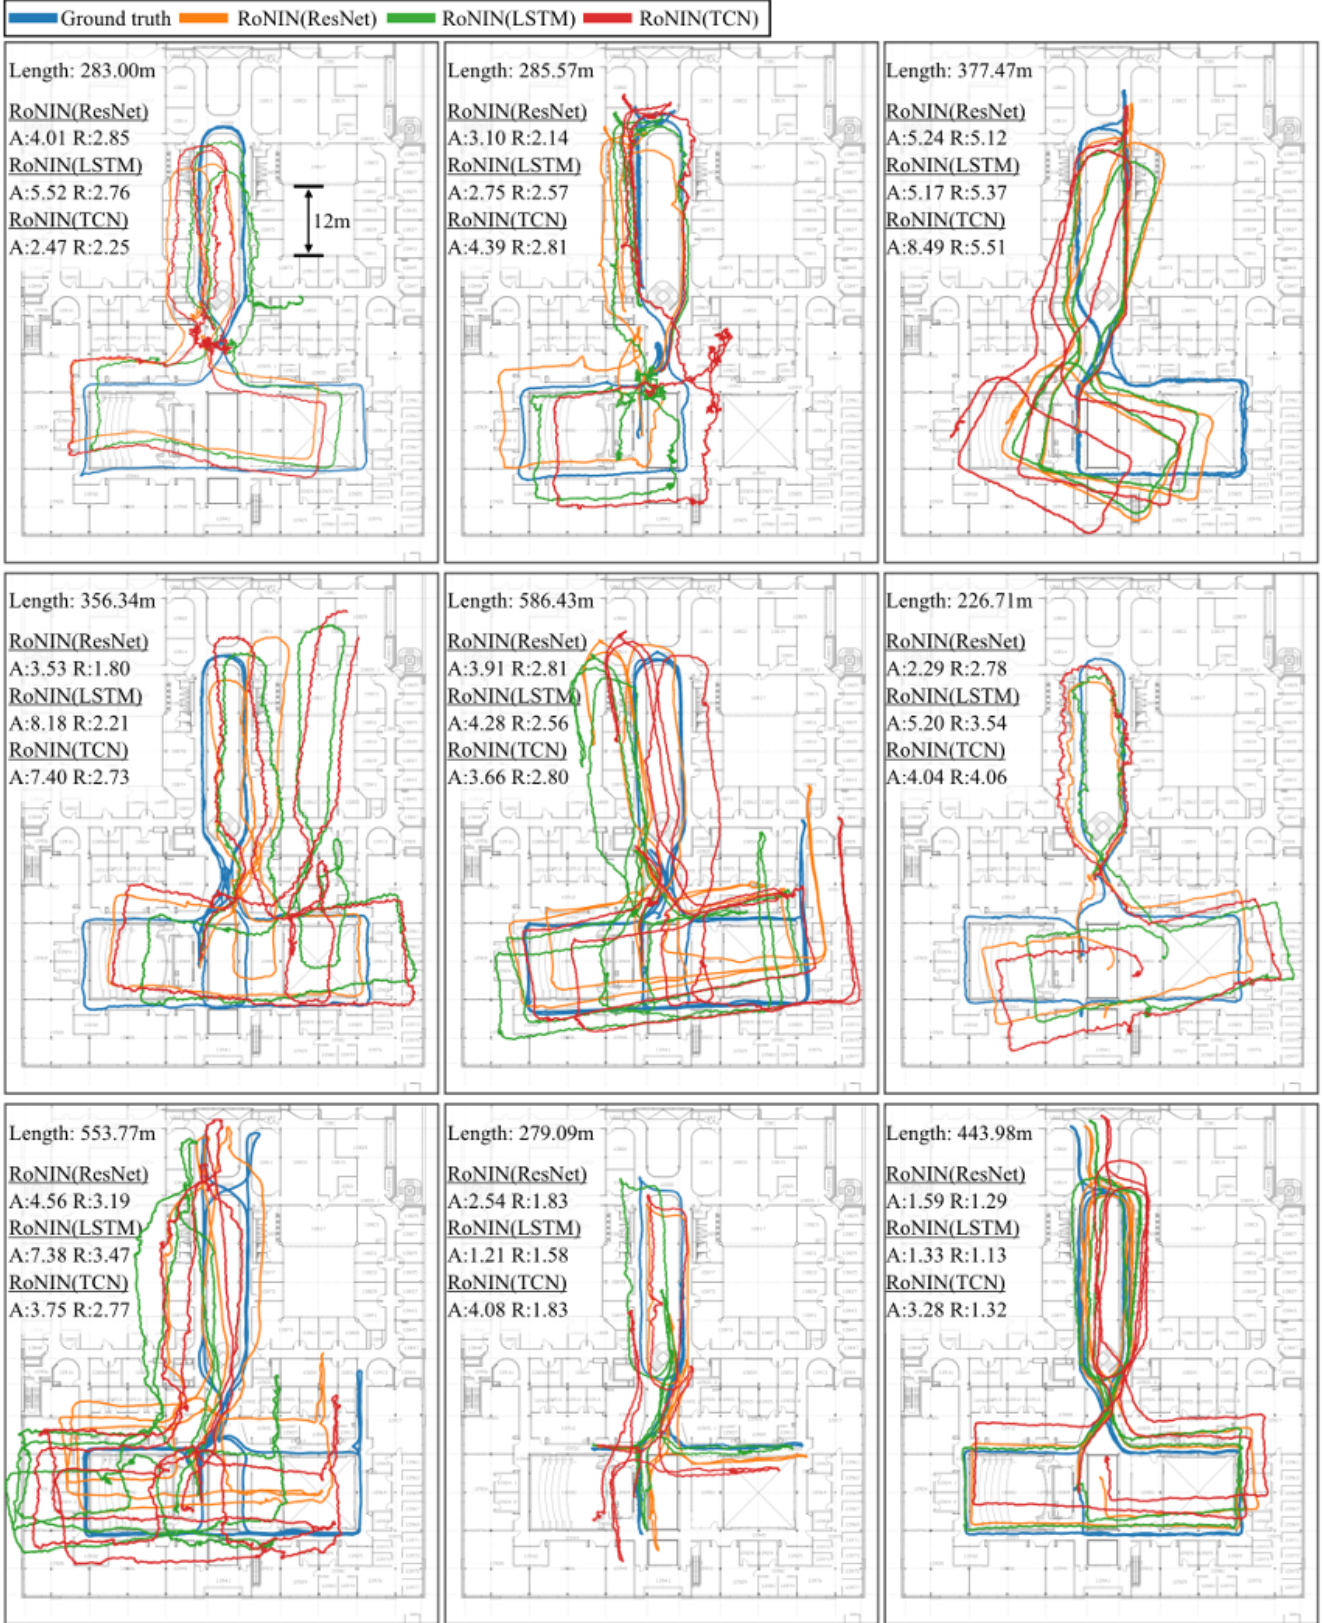 Ground truth RoNIN(ResNet) RoNIN(LSTM) RoNIN(TCN)
Length: 283.00m
RoNIN(ResNet)
A:4.01 R:2.85
RoNIN(LSTM)
A:5.52 R:2.76
RoNIN(TCN)
A:2.47 R:2.25
12m
Length: 285.57m
RoNIN(ResNet)
A:3.10 R:2.14
RoNIN(LSTM)
A:2.75 R:2.57
RoNIN(TCN)
A:4.39 R:2.81
Length: 377.47m
RoNIN(ResNet)
A:5.24 R:5.12
RoNIN(LSTM)
A:5.17 R:5.37
RoNIN(TCN)
A:8.49 R:5.51
Length: 356.34m
RoNIN(ResNet)
A:3.53 R:1.80
RoNIN(LSTM)
A:8.18 R:2.21
RoNIN(TCN)
A:7.40 R:2.73
Length: 586.43m
RoNIN(ResNet)
A:3.91 R:2.81
RoNIN(LSTM)
A:4.28 R:2.56
RoNIN(TCN)
A:3.66 R:2.80
Length: 226.71m
RoNIN(ResNet)
A:2.29 R:2.78
RoNIN(LSTM)
A:5.20 R:3.54
RoNIN(TCN)
A:4.04 R:4.06
Length: 553.77m
RoNIN(ResNet)
A:4.56 R:3.19
RoNIN(LSTM)
A:7.38 R:3.47
RoNIN(TCN)
A:3.75 R:2.77
Length: 279.09m
RoNIN(ResNet)
A:2.54 R:1.83
RoNIN(LSTM)
A:1.21 R:1.58
RoNIN(TCN)
A:4.08 R:1.83
Length: 443.98m
RoNIN(ResNet)
A:1.59 R:1.29
RoNIN(LSTM)
A:1.33 R:1.13
RoNIN(TCN)
A:3.28 R:1.32